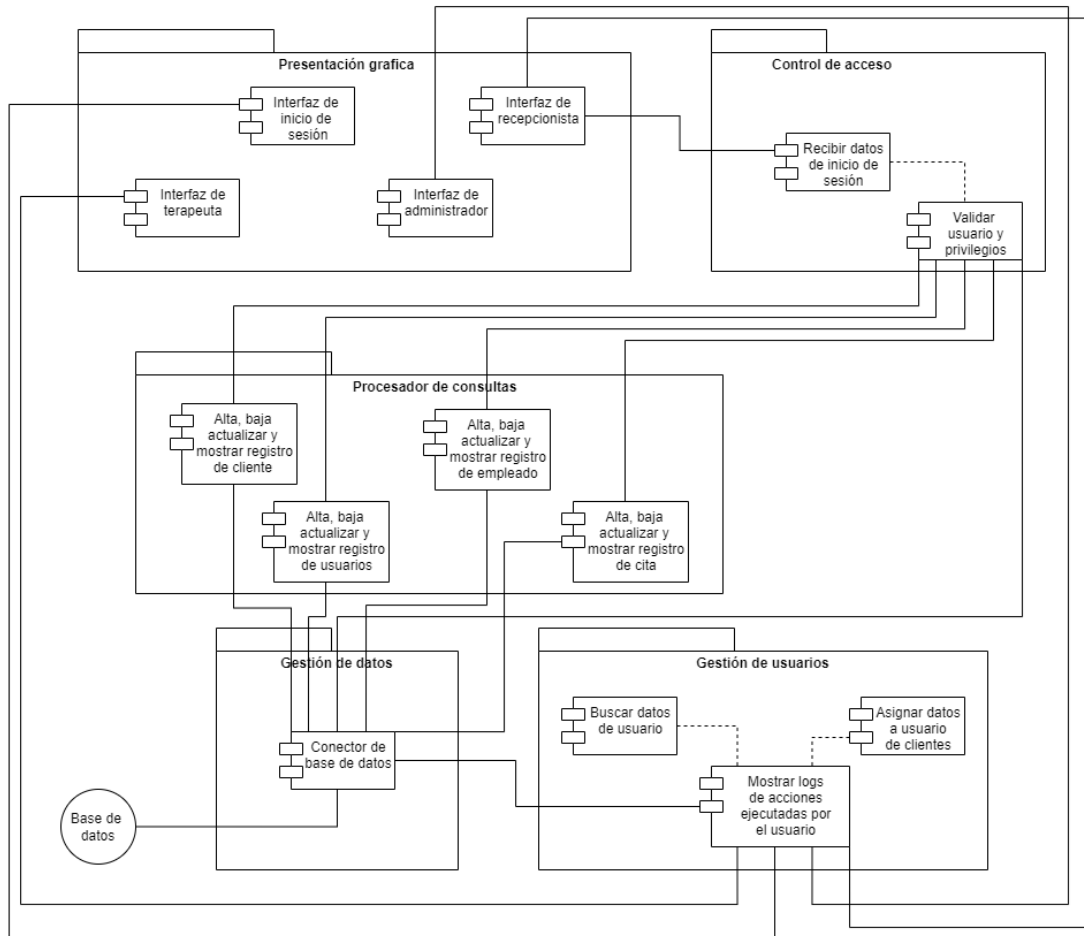 Presentación grafica
Control de acceso
Interfaz de
inicio de
sesión
Interfaz de
recepcionista
Recibir datos
de inicio de
sesión
Interfaz de
terapeuta
Interfaz de
administrador
Validar
usuario y
privilegios
Procesador de consultas
Alta, baja
actualizar y
mostrar registro
de cliente
Alta, baja
actualizar y
mostrar registro
de empleado
Alta, baja
actualizar y
mostrar registro
de usuarios
Alta, baja
actualizar y
mostrar registro
de cita
Gestión de datos
Gestión de usuarios
Buscar datos
de usuario
Asignar datos
a usuario
de clientes
Conector de
base de datos
Mostrar logs
de acciones
ejecutadas por
el usuario
Base de
datos